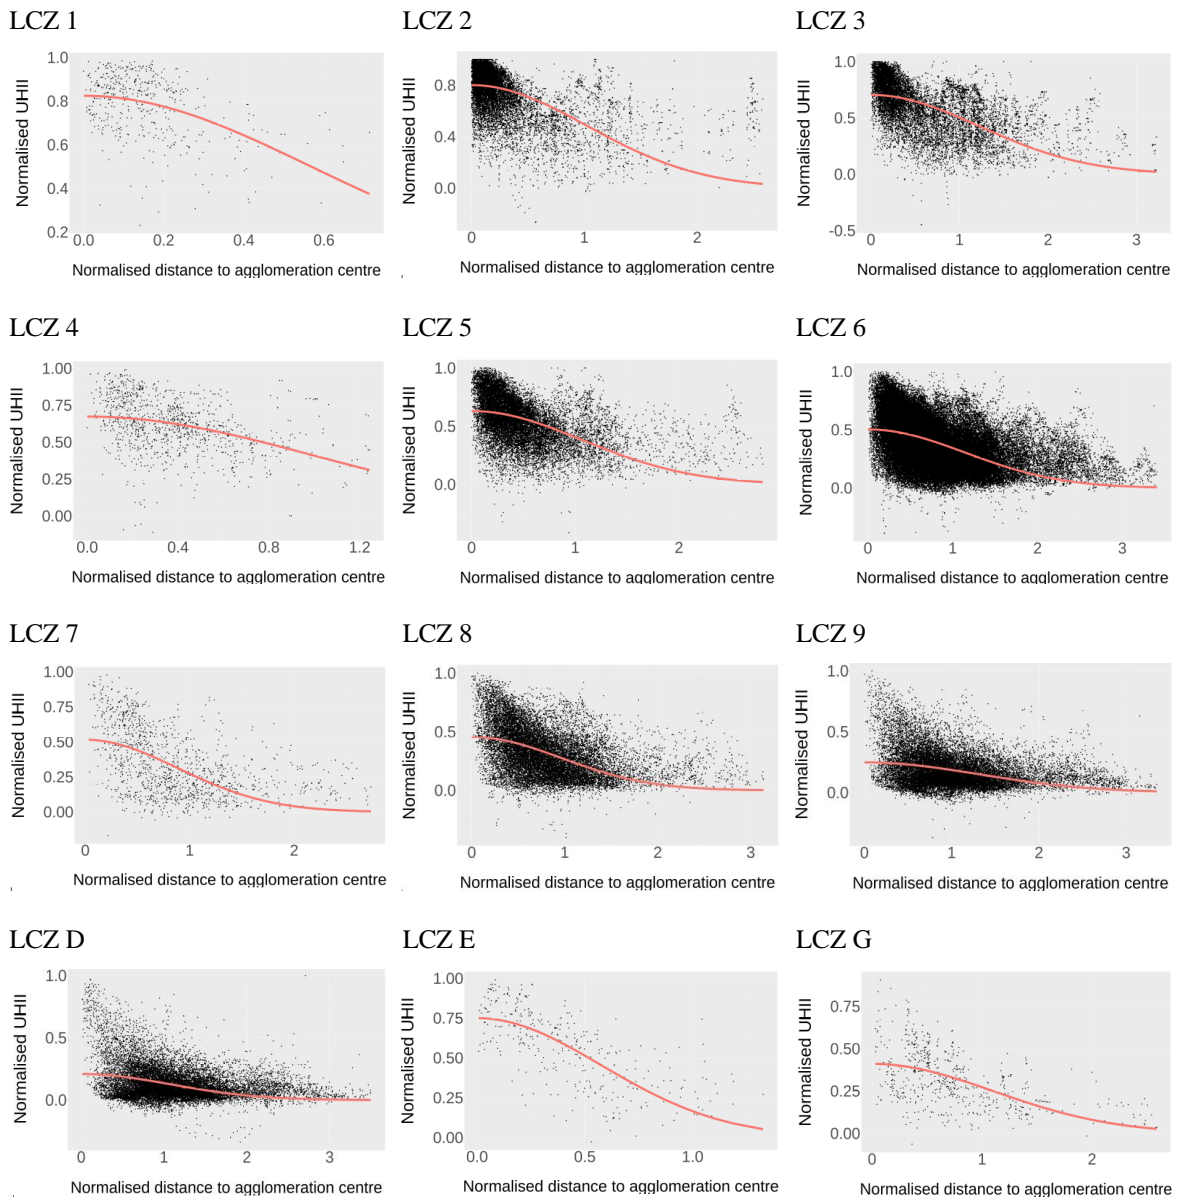 LCZ 1
LCZ 2
LCZ 3
Normalised UHII
1.0
0.8
0.6
0.4
0.2
0.0
0.2
0.4
0.6
Normalised distance to agglomeration centre
Normalised UHII
0.8
0.4
0.0
0
1
2
Normalised distance to agglomeration centre
Normalised UHII
1.0
0.5
0.0
-0.5
0
1
2
3
Normalised distance to agglomeration centre
LCZ 4
LCZ 5
LCZ 6
Normalised UHII
1.00
0.75
0.50
0.25
0.00
0.0
0.4
0.8
1.2
Normalised distance to agglomeration centre
Normalised UHII
1.0
0.5
0.0
0
1
2
Normalised distance to agglomeration centre
Normalised UHII
1.0
0.5
0.0
0
1
2
3
Normalised distance to agglomeration centre
LCZ 7
LCZ 8
LCZ 9
Normalised UHII
1.00
0.75
0.50
0.25
0.00
0
1
2
Normalised distance to agglomeration centre
Normalised UHII
1.0
0.5
0.0
0
1
2
3
Normalised distance to agglomeration centre
Normalised UHII
1.0
0.5
0.0
0
1
2
3
Normalised distance to agglomeration centre
LCZ D
LCZ E
LCZ G
Normalised UHII
1.0
0.5
0.0
0
1
2
3
Normalised distance to agglomeration centre
Normalised UHII
1.00
0.75
0.50
0.25
0.00
0.0
0.5
1.0
Normalised distance to agglomeration centre
Normalised UHII
0.75
0.50
0.25
0.00
0
1
2
Normalised distance to agglomeration centre